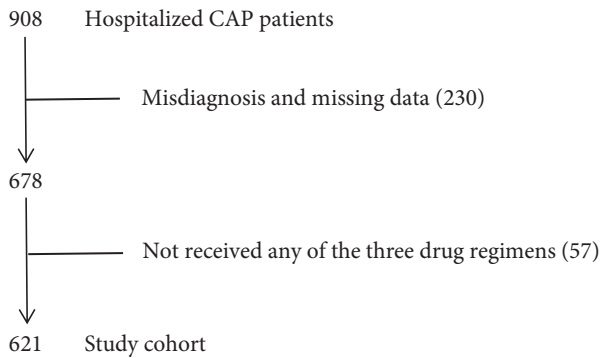 908 Hospitalized CAP patients
Misdiagnosis and missing data (230)
678
Not received any of the three drug regimens (57)
621 Study cohort